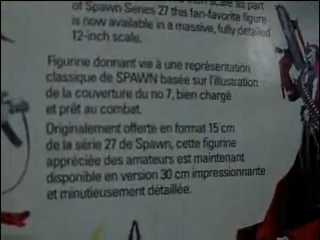 scale as part
of Spawn Series 27 this fan-favorite figure
is now available in a massive, fully detailed
12-inch scale.
Figurine donnant vie à une représentation
classique de SPAWN basée sur l'illustration
de la couverture du no 7, bien chargé
et prêt au combat.
Originalement offerte en format 15 cm
de la série 27 de Spawn, cette figurine
appréciée des amateurs est maintenant
disponible en version 30 cm impressionnante
et minutieusement détaillée.